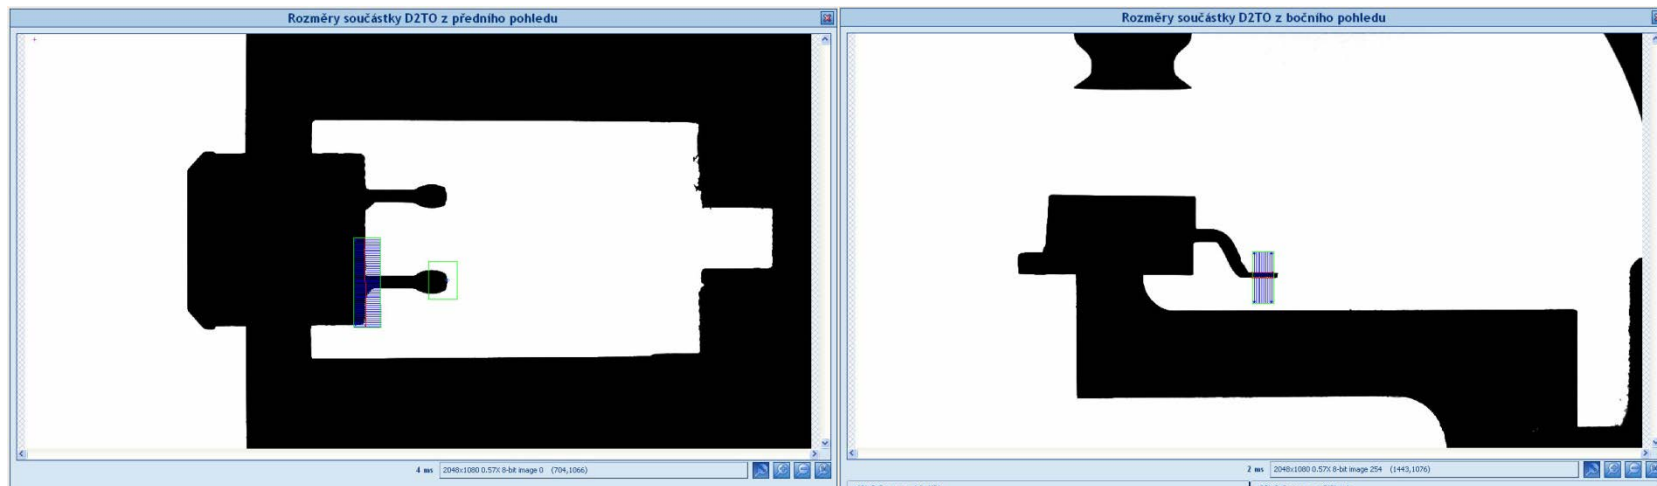 Rozměry součástky D2TO z předního pohledu
4 ms 2048x1080 0.57X 8-bit image 0 (704,1066)
Rozměry součástky D2TO z bočního pohledu
2 ms 2048x1080 0.57X 8-bit image 254 (1443,1076)